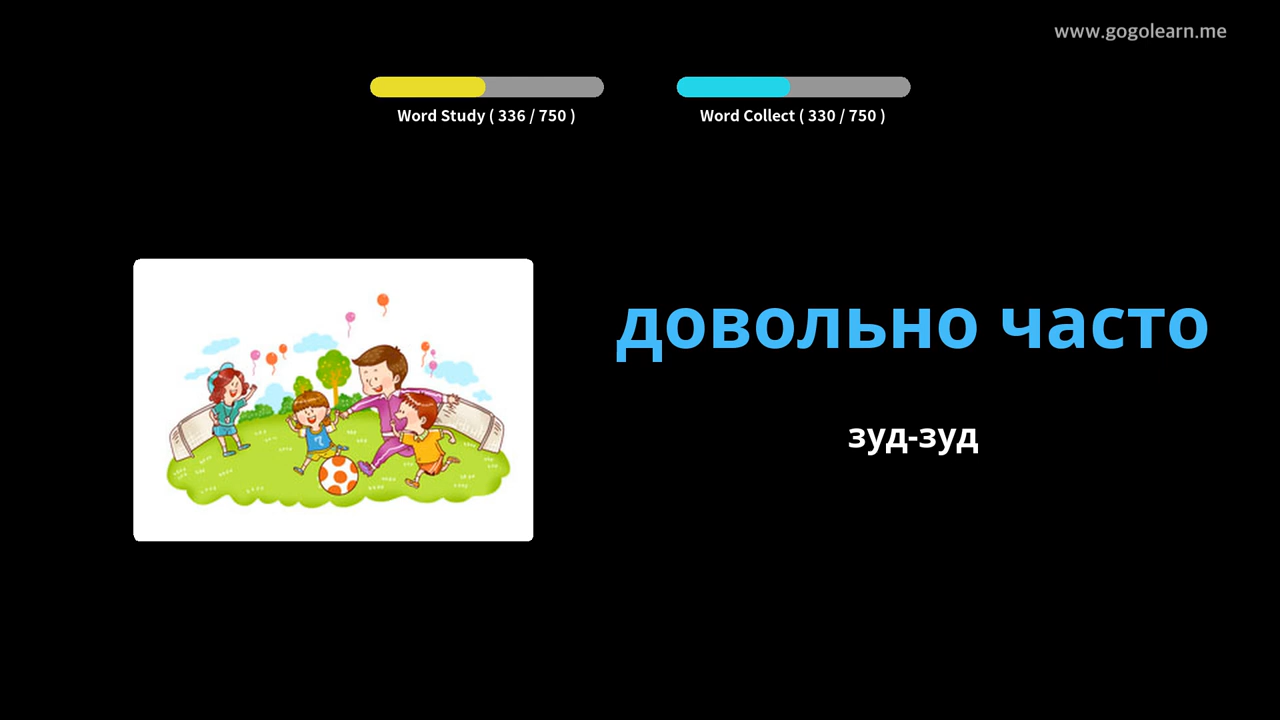 www.gogolearn.me
Word Study ( 336 / 750 )
Word Collect ( 330 / 750 )
довольно часто
зуд-зуд